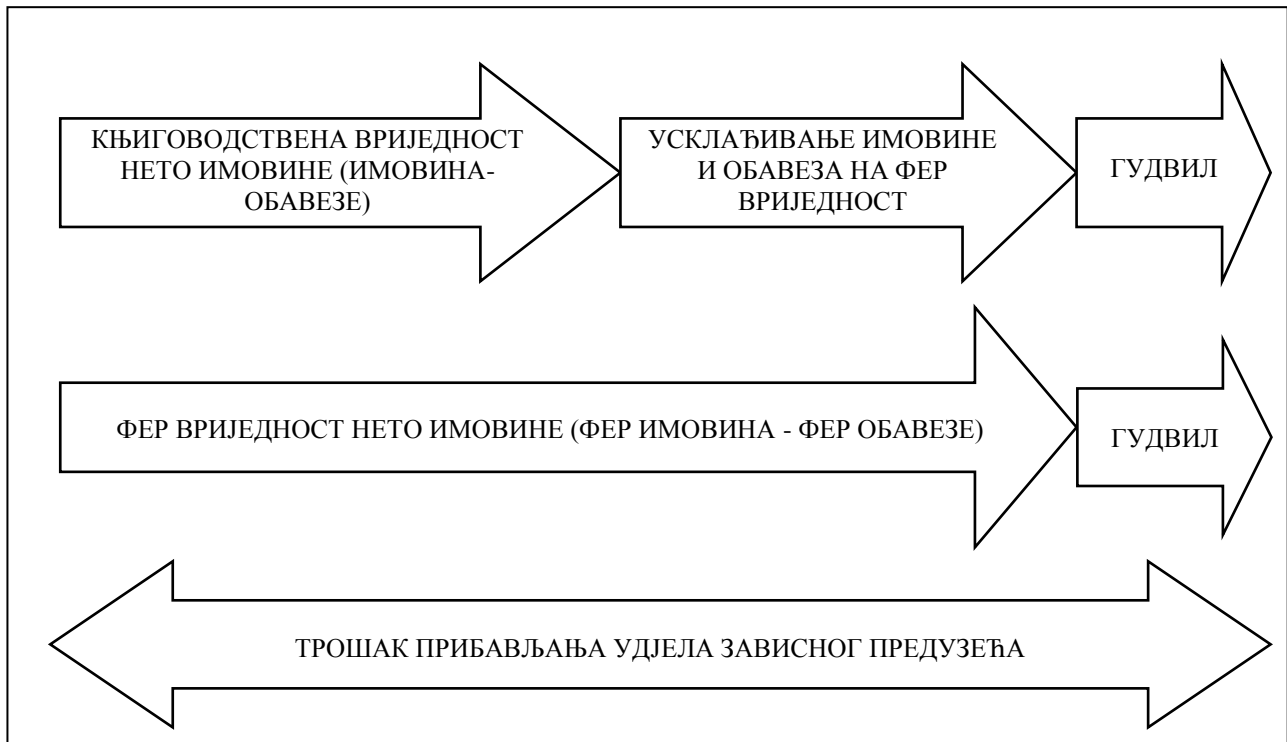 КЊИГОВОДСТВЕНА ВРИЈЕДНОСТ
НЕТО ИМОВИНЕ (ИМОВИНА-
ОБАВЕЗЕ)
УСКЛАЂИВАЊЕ ИМОВИНЕ
И ОБАВЕЗА НА ФЕР
ВРИЈЕДНОСТ
ГУДВИЛ
ФЕР ВРИЈЕДНОСТ НЕТО ИМОВИНЕ (ФЕР ИМОВИНА - ФЕР ОБАВЕЗЕ)
ГУДВИЛ
ТРОШАК ПРИБАВЉАЊА УДЈЕЛА ЗАВИСНОГ ПРЕДУЗЕЋА